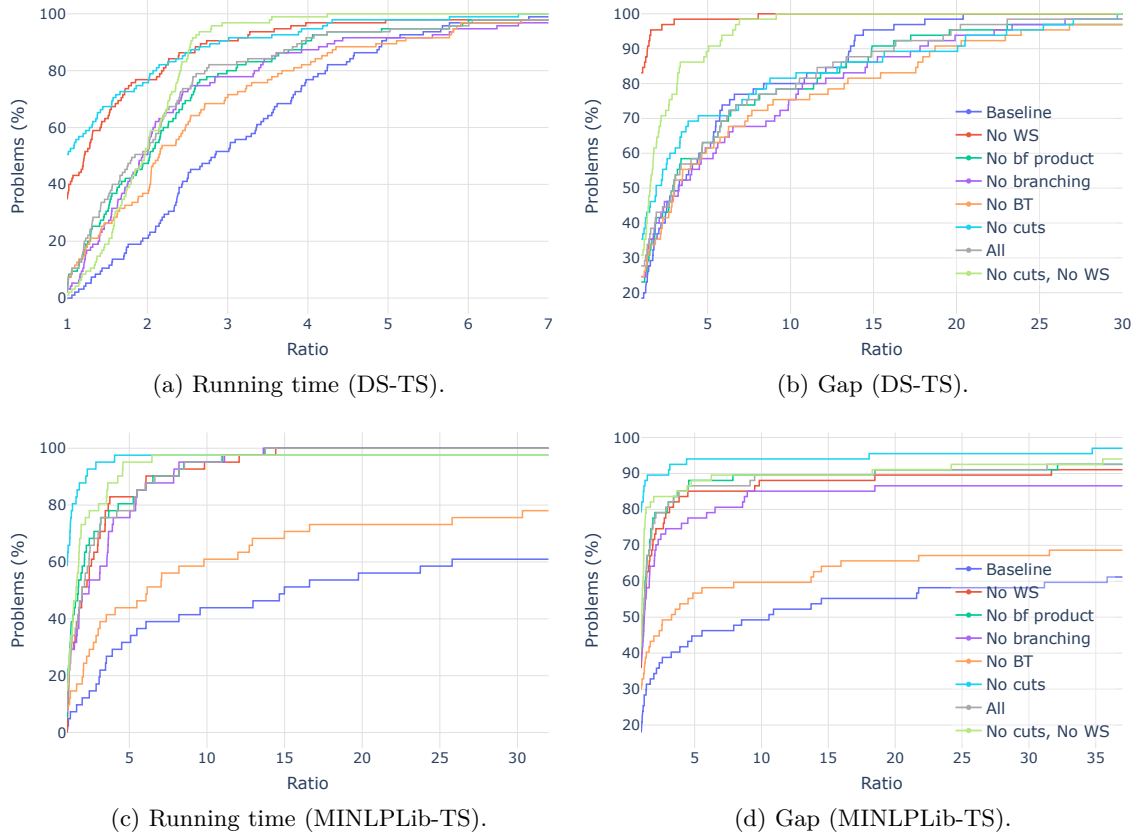 100
80
60
40
20
0
Problems (%)
1
2
3
4
5
6
7
Ratio
(a) Running time (DS-TS).
100
90
80
70
60
50
40
30
20
Problems (%)
5
10
15
20
25
30
Ratio
Baseline
No WS
No bf product
No branching
No BT
No cuts
All
No cuts, No WS
(b) Gap (DS-TS).
100
80
60
40
20
0
Problems (%)
5
10
15
20
25
30
Ratio
(c) Running time (MINLPLib-TS).
100
90
80
70
60
50
40
30
20
Problems (%)
5
10
15
20
25
30
35
Ratio
Baseline
No WS
No bf product
No branching
No BT
No cuts
All
No cuts, No WS
(d) Gap (MINLPLib-TS).